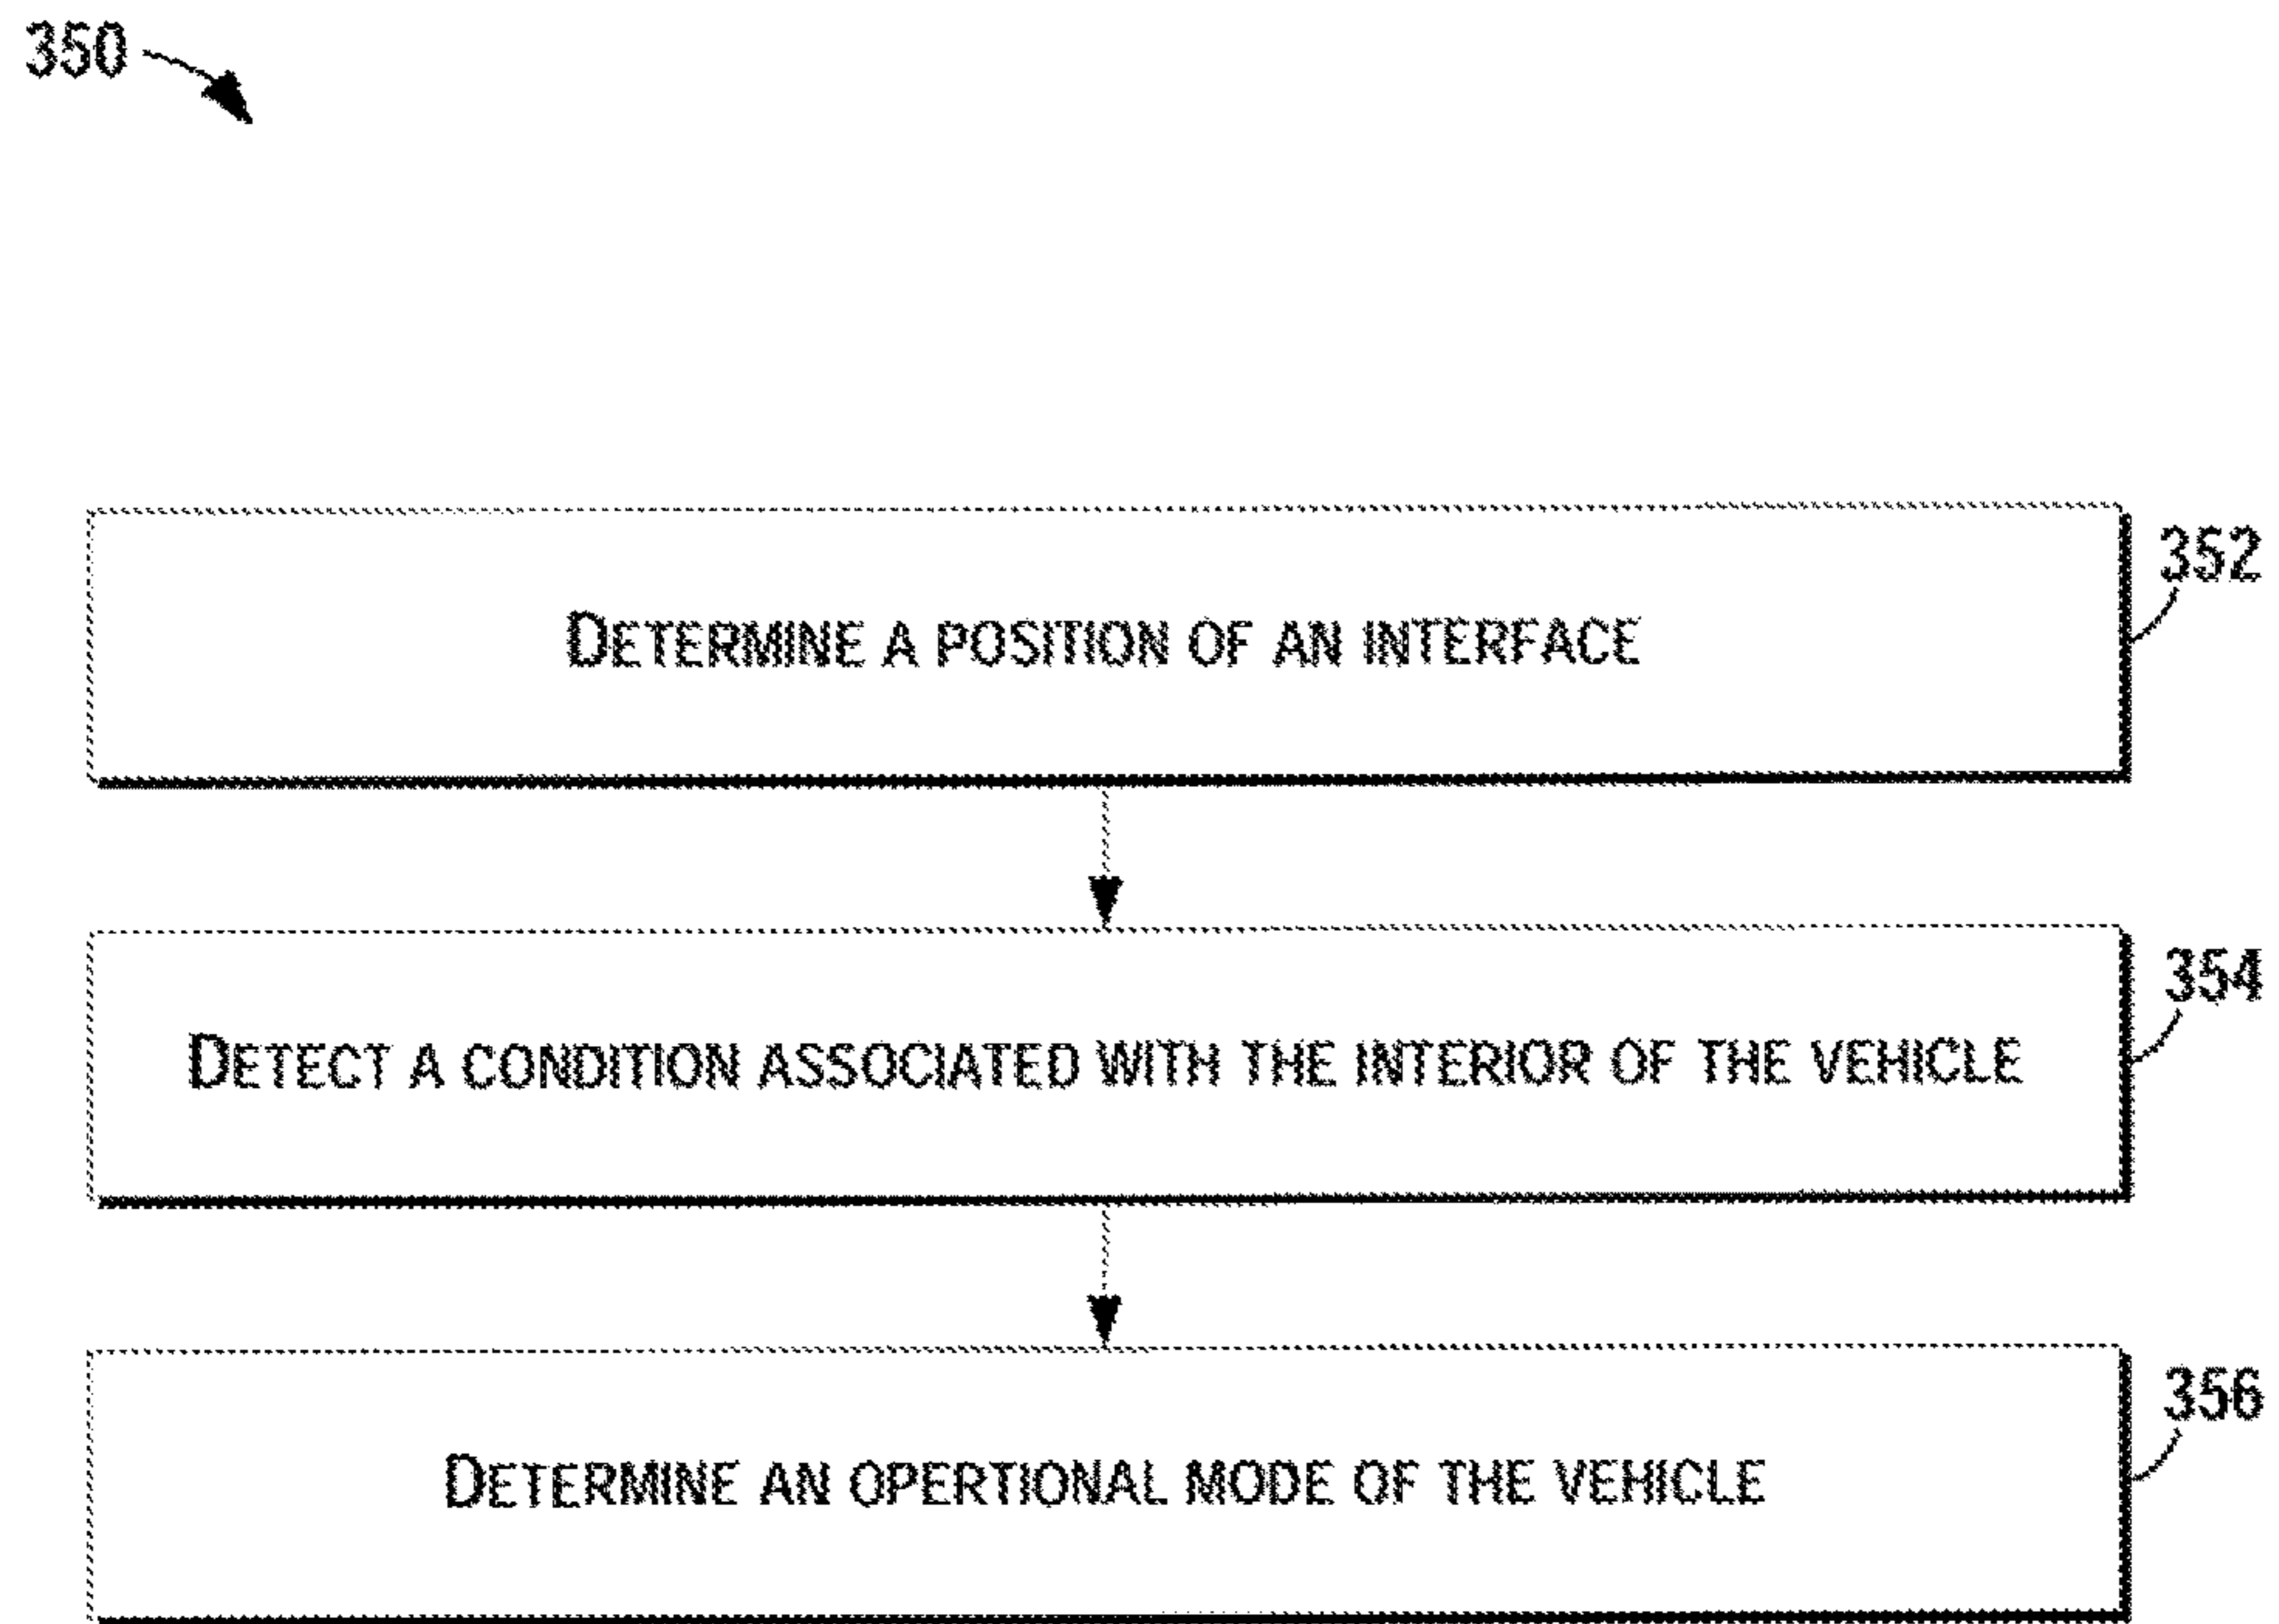 350
DETERMINE A POSITION OF AN INTERFACE
352
DETECT A CONDITION ASSOCIATED WITH THE INTERIOR OF THE VEHICLE
354
DETERMINE AN OPERTIONAL MODE OF THE VEHICLE
356